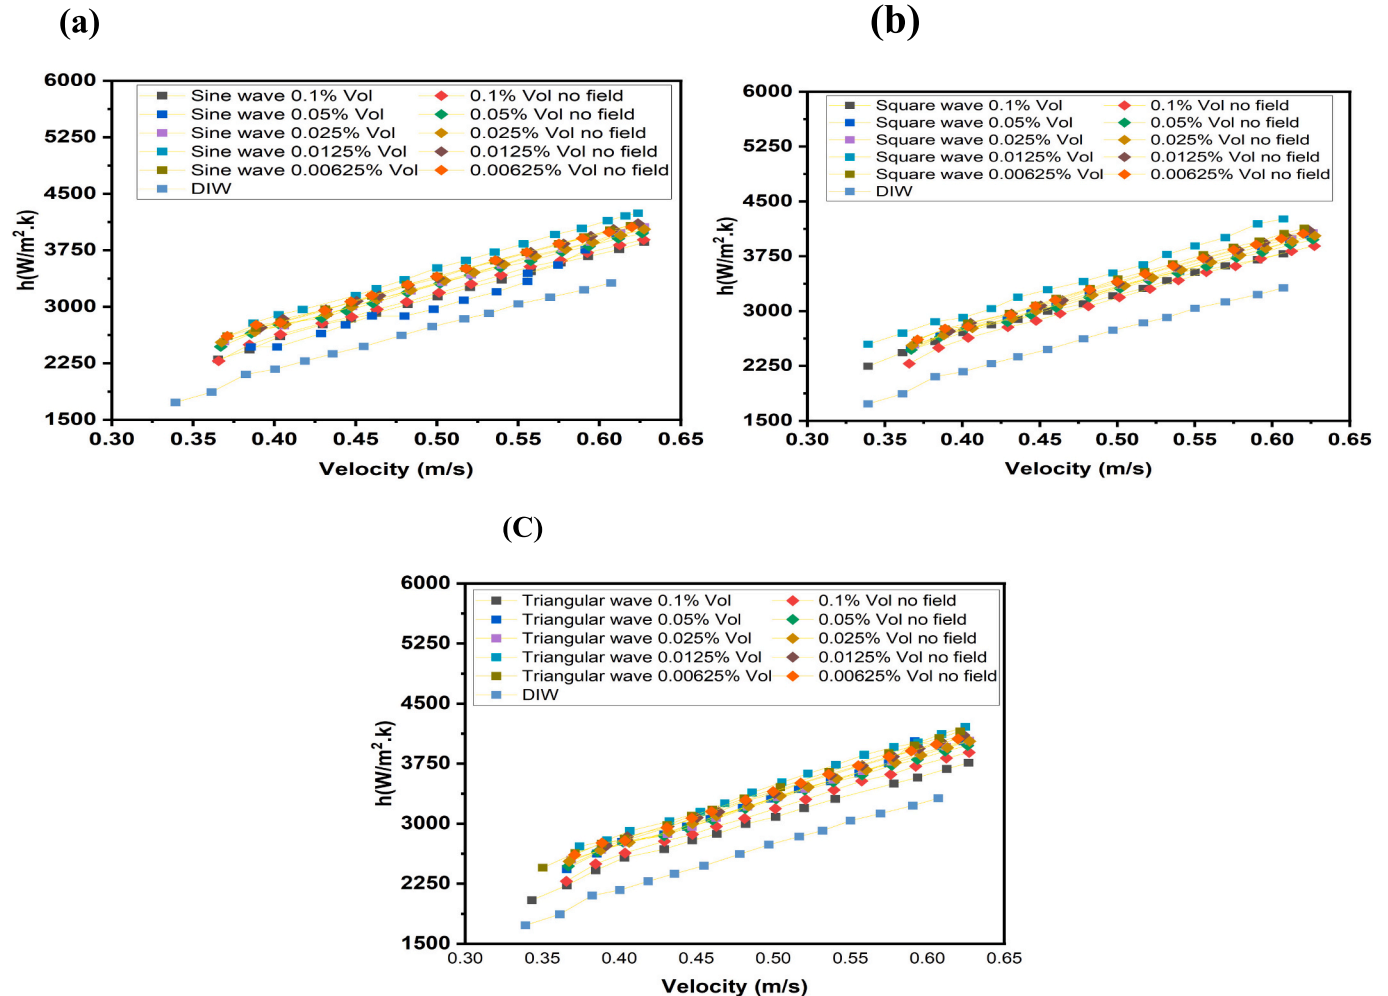 (a)
(b)
6000
5250
4500
3750
3000
2250
1500
h(W/m².k)
Sine wave 0.1% Vol
0.1% Vol no field
Sine wave 0.05% Vol
0.05% Vol no field
Sine wave 0.025% Vol
0.025% Vol no field
Sine wave 0.0125% Vol
0.0125% Vol no field
Sine wave 0.00625% Vol
0.00625% Vol no field
DIW
0.30 0.35 0.40 0.45 0.50 0.55 0.60 0.65
Velocity (m/s)
6000
5250
4500
3750
3000
2250
1500
h(W/m².k)
Square wave 0.1% Vol
0.1% Vol no field
Square wave 0.05% Vol
0.05% Vol no field
Square wave 0.025% Vol
0.025% Vol no field
Square wave 0.0125% Vol
0.0125% Vol no field
Square wave 0.00625% Vol
0.00625% Vol no field
DIW
0.30 0.35 0.40 0.45 0.50 0.55 0.60 0.65
Velocity (m/s)
(C)
6000
5250
4500
3750
3000
2250
1500
h(W/m².k)
Triangular wave 0.1% Vol
0.1% Vol no field
Triangular wave 0.05% Vol
0.05% Vol no field
Triangular wave 0.025% Vol
0.025% Vol no field
Triangular wave 0.0125% Vol
0.0125% Vol no field
Triangular wave 0.00625% Vol
0.00625% Vol no field
DIW
0.30 0.35 0.40 0.45 0.50 0.55 0.60 0.65
Velocity (m/s)